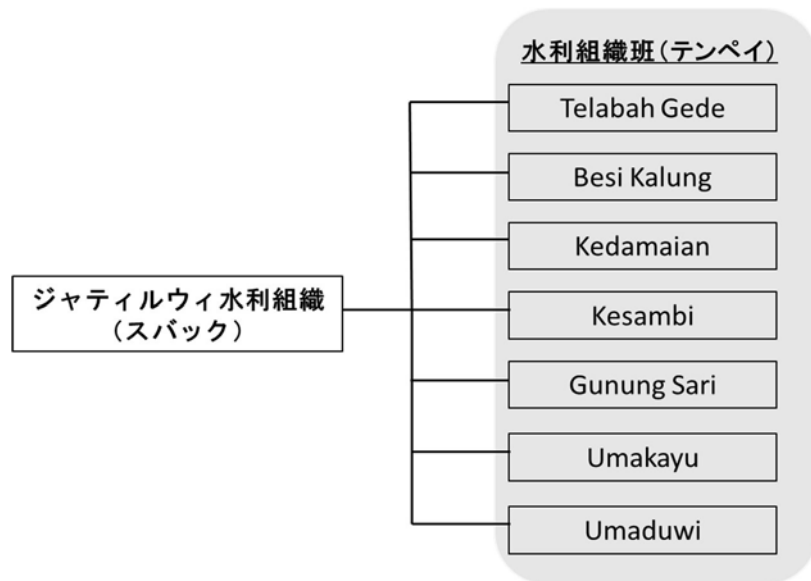 水利組織班(テンペイ)
Telabah Gede
Besi Kalung
Kedamaian
ジャティルウィ水利組織
(スバック)
Kesambi
Gunung Sari
Umakayu
Umaduwi